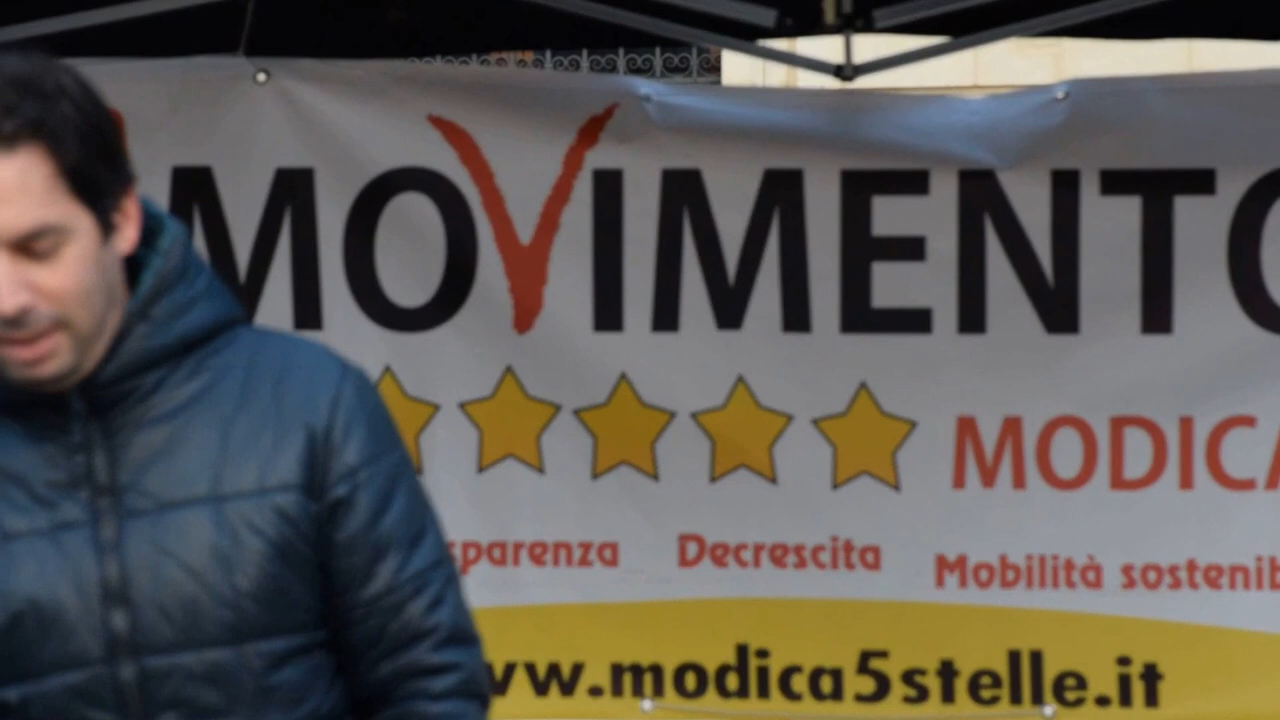 MOVIMENTO
MODICA
sparenza Decrescita Mobilità sostenib
ww.modica5stelle.it